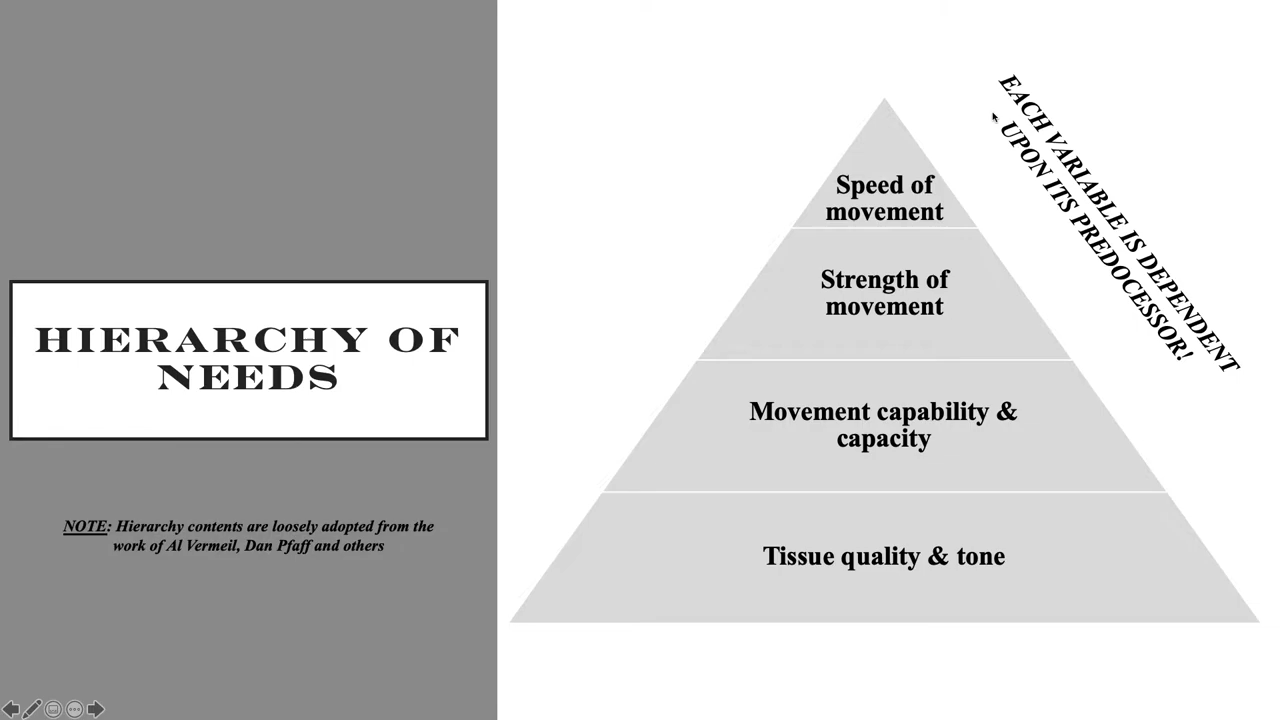 HIERARCHY OF
NEEDS
NOTE: Hierarchy contents are loosely adopted from the
work of Al Vermeil, Dan Pfaff and others
Speed of
movement
Strength of
movement
Movement capability &
capacity
Tissue quality & tone
EACH VARIABLE IS DEPENDENT
UPON ITS PREDOCESSOR!